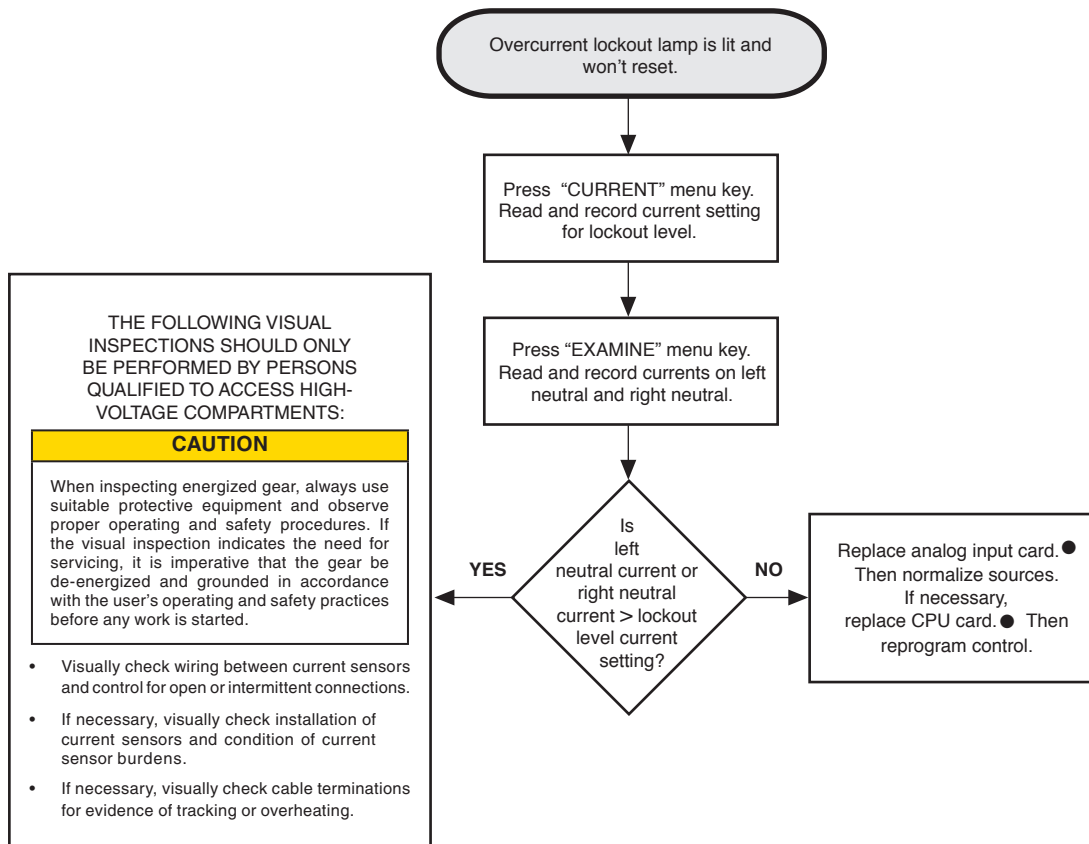 Overcurrent lockout lamp is lit and
won’t reset.
Press “CURRENT” menu key.
Read and record current setting
for lockout level.
Press “EXAMINE” menu key.
Read and record currents on left
neutral and right neutral.
Is
left
neutral current or
right neutral
current > lockout
level current
setting?
YES
NO
THE FOLLOWING VISUAL
INSPECTIONS SHOULD ONLY
BE PERFORMED BY PERSONS
QUALIFIED TO ACCESS HIGH-
VOLTAGE COMPARTMENTS:
CAUTION
When inspecting energized gear, always use
suitable protective equipment and observe
proper operating and safety procedures. If
the visual inspection indicates the need for
servicing, it is imperative that the gear be
de-energized and grounded in accordance
with the user’s operating and safety practices
before any work is started.
• Visually check wiring between current sensors
and control for open or intermittent connections.
• If necessary, visually check installation of
current sensors and condition of current
sensor burdens.
• If necessary, visually check cable terminations
for evidence of tracking or overheating.
Replace analog input card.●
Then normalize sources.
If necessary,
replace CPU card.● Then
reprogram control.